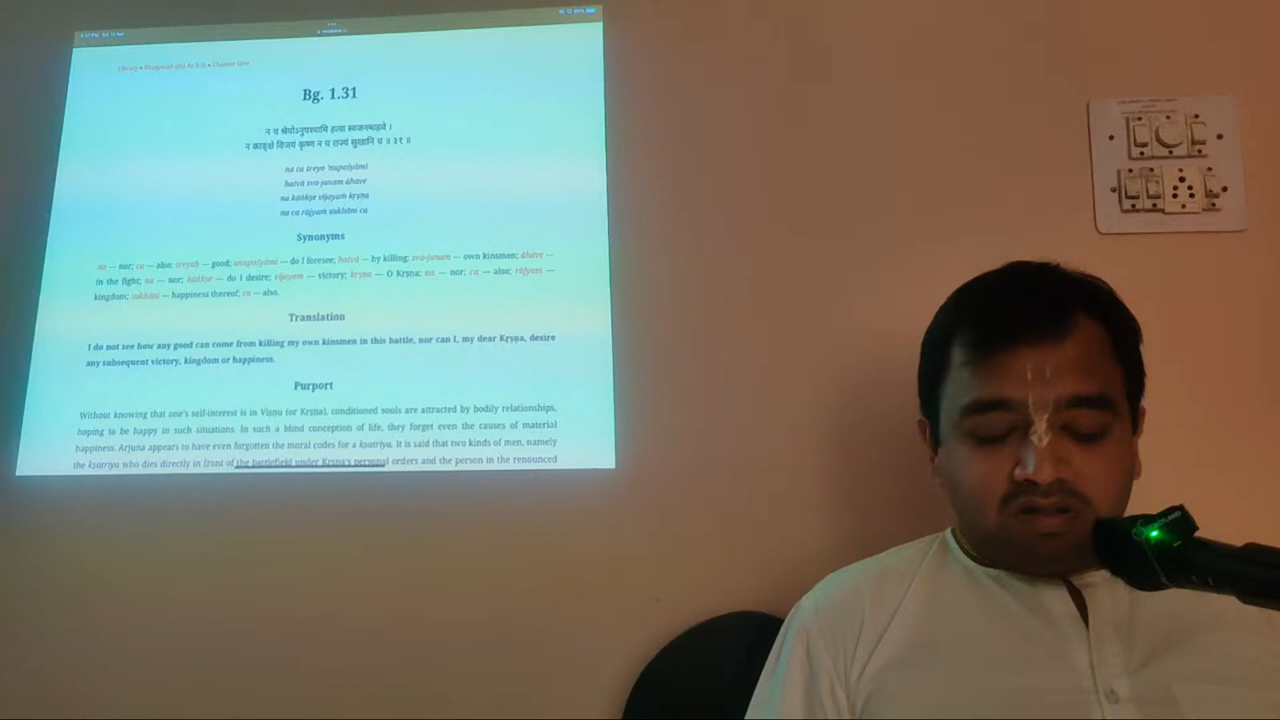 Library • Bhagavad-gītā As It Is • Chapter One
Bg. 1.31
न च श्रेयोऽनुपश्यामि हत्वा स्वजनमाहवे ।
न काङ्क्षे विजयं कृष्ण न च राज्यं सुखानि च ॥ ३१ ॥
na ca śreyo 'nupaśyāmi
hatvā sva-janam āhave
na kāṅkṣe vijayaṁ kṛṣṇa
na ca rājyaṁ sukhāni ca
Synonyms
na — nor; ca — also; śreyaḥ — good; anupaśyāmi — do I foresee; hatvā — by killing; sva-janam — own kinsmen; āhave —
in the fight; na — nor; kāṅkṣe — do I desire; vijayam — victory; kṛṣṇa — O Kṛṣṇa; na — nor; ca — also; rājyam —
kingdom; sukhāni — happiness thereof; ca — also.
Translation
I do not see how any good can come from killing my own kinsmen in this battle, nor can I, my dear Kṛṣṇa, desire
any subsequent victory, kingdom or happiness.
Purport
Without knowing that one's self-interest is in Viṣṇu (or Kṛṣṇa), conditioned souls are attracted by bodily relationships,
hoping to be happy in such situations. In such a blind conception of life, they forget even the causes of material
happiness. Arjuna appears to have even forgotten the moral codes for a kṣatriya. It is said that two kinds of men, namely
the kṣatriya who dies directly in front of the battlefield under Kṛṣṇa's personal orders and the person in the renounced